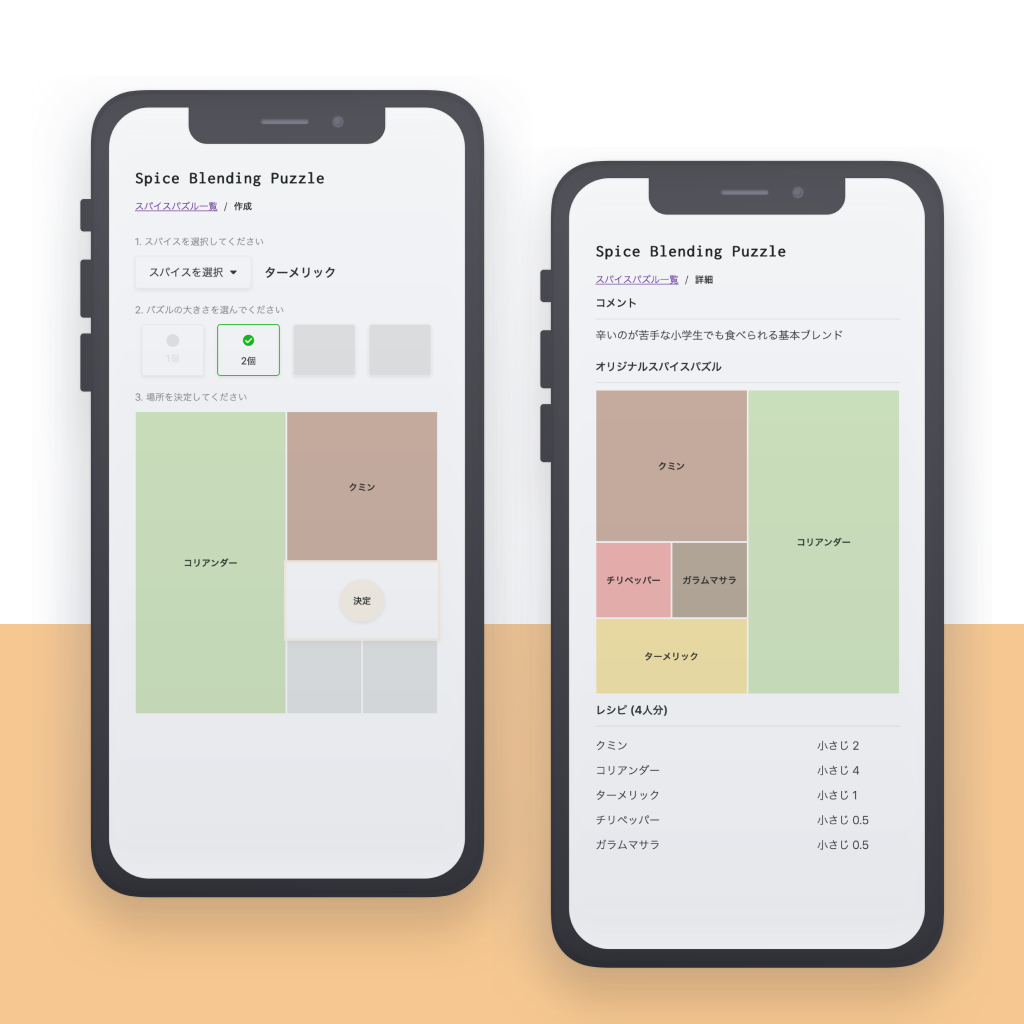 Spice Blending Puzzle
スパイスパズル一覧 / 作成
1. スパイスを選択してください
スパイスを選択 ターメリック
2. パズルの大きさを選んでください
1個 2個
3. 場所を決定してください
クミン
コリアンダー
決定
Spice Blending Puzzle
スパイスパズル一覧 / 詳細
コメント
辛いのが苦手な小学生でも食べられる基本ブレンド
オリジナルスパイスパズル
クミン
コリアンダー
チリペッパー ガラムマサラ
ターメリック
レシピ (4人分)
クミン 小さじ 2
コリアンダー 小さじ 4
ターメリック 小さじ 1
チリペッパー 小さじ 0.5
ガラムマサラ 小さじ 0.5